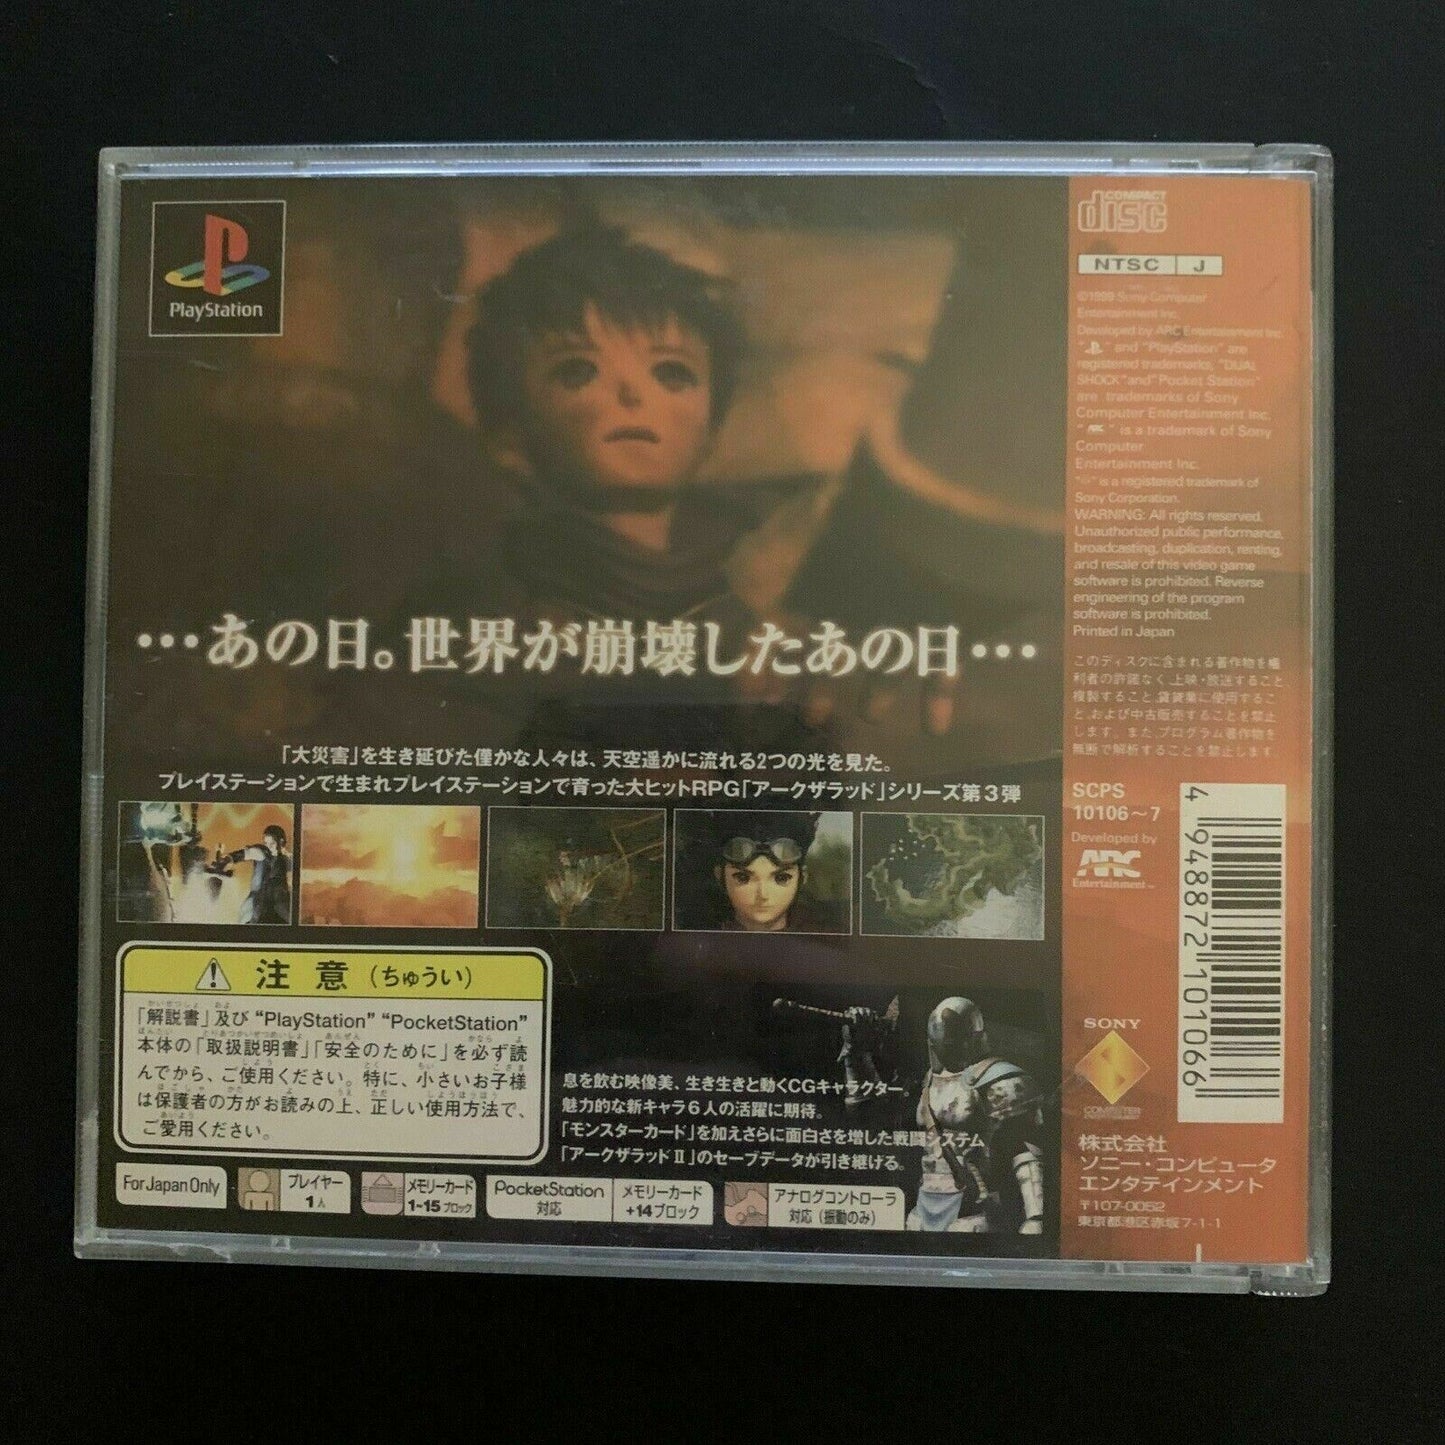 PlayStation
…あの日。世界が崩壊したあの日…
「大災害」を生き延びた僅かな人々は、天空遥かに流れる2つの光を見た。
プレイステーションで生まれプレイステーションで育った大ヒットRPG「アークザラッド」シリーズ第3弾
注意（ちゅうい）
「解説書」及び“PlayStation” “PocketStation”
本体の「取扱説明書」「安全のために」を必ず読
んでから、ご使用ください。特に、小さいお子様
は保護者の方がお読みの上、正しい使用方法で、
ご愛用ください。
息を飲む映像美、生き生きと動くCGキャラクター。
魅力的な新キャラ6人の活躍に期待。
「モンスターカード」を加えさらに面白さを増した戦闘システム
「アークザラッドⅡ」のセーブデータが引き継げる。
For Japan Only
プレイヤー
1人
メモリーカード
1-15ブロック
PocketStation
対応
メモリーカード
+14ブロック
アナログコントローラ
対応（振動のみ）
COMPACT
disc
NTSC J
©1999 Sony Computer
Entertainment Inc.
Developed by ARC Entertainment Inc.
" " and "PlayStation" are
registered trademarks, "DUAL
SHOCK" and "Pocket Station"
are trademarks of Sony
Computer Entertainment Inc.
" ARC " is a trademark of Sony
Computer
Entertainment Inc.
" " is a registered trademark of
Sony Corporation.
WARNING: All rights reserved.
Unauthorized public performance,
broadcasting, duplication, renting,
and resale of this video game
software is prohibited. Reverse
engineering of the program
software is prohibited.
Printed in Japan
このディスクに含まれる著作物を権
利者の許諾なく、上映・放送すること
複製すること、賃貸業に使用するこ
と、および中古販売することを禁止
します。また、プログラム著作物を
無断で解析することを禁止します。
SCPS
10106～7
Developed by
ARC
Entertainment
4 948872 101066
SONY
COMPUTER
株式会社
ソニー・コンピュータ
エンタテインメント
〒107-0052
東京都港区赤坂7-1-1